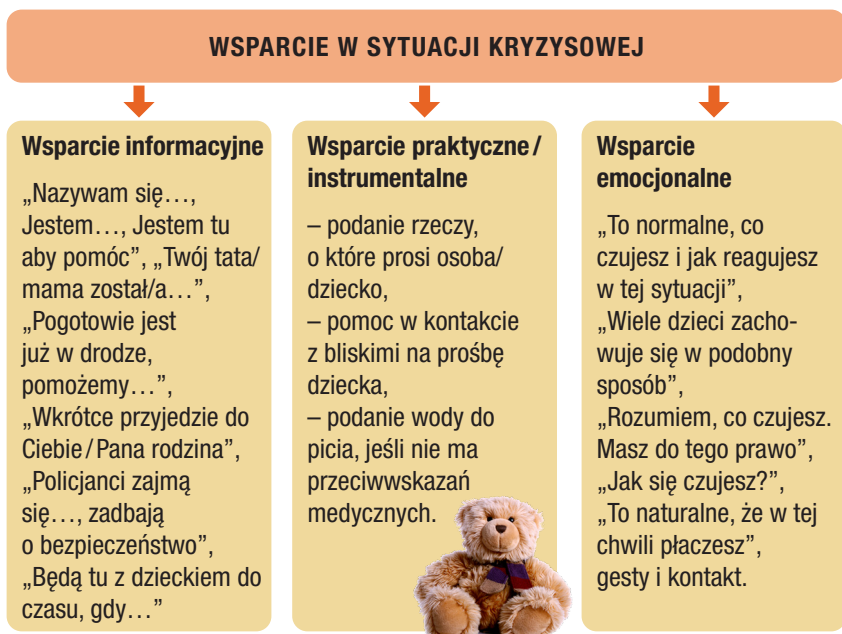 WSPARCIE W SYTUACJI KRYZYSOWEJ
Wsparcie informacyjne
„Nazywam się…,
Jestem…, Jestem tu
aby pomóc”, „Twój tata/
mama został/a…”,
„Pogotowie jest
już w drodze,
pomożemy…”,
„Wkrótce przyjedzie do
Ciebie/Pana rodzina”,
„Policjanci zajmą
się…, zadbają
o bezpieczeństwo”,
„Będą tu z dzieckiem do
czasu, gdy…”
Wsparcie praktyczne/
instrumentalne
– podanie rzeczy,
o które prosi osoba/
dziecko,
– pomoc w kontakcie
z bliskimi na prośbę
dziecka,
– podanie wody do
picia, jeśli nie ma
przeciwwskazań
medycznych.
Wsparcie
emocjonalne
„To normalne, co
czujesz i jak reagujesz
w tej sytuacji”,
„Wiele dzieci zacho-
wuje się w podobny
sposób”,
„Rozumiem, co czujesz.
Masz do tego prawo”,
„Jak się czujesz?”,
„To naturalne, że w tej
chwili płaczesz”,
gesty i kontakt.